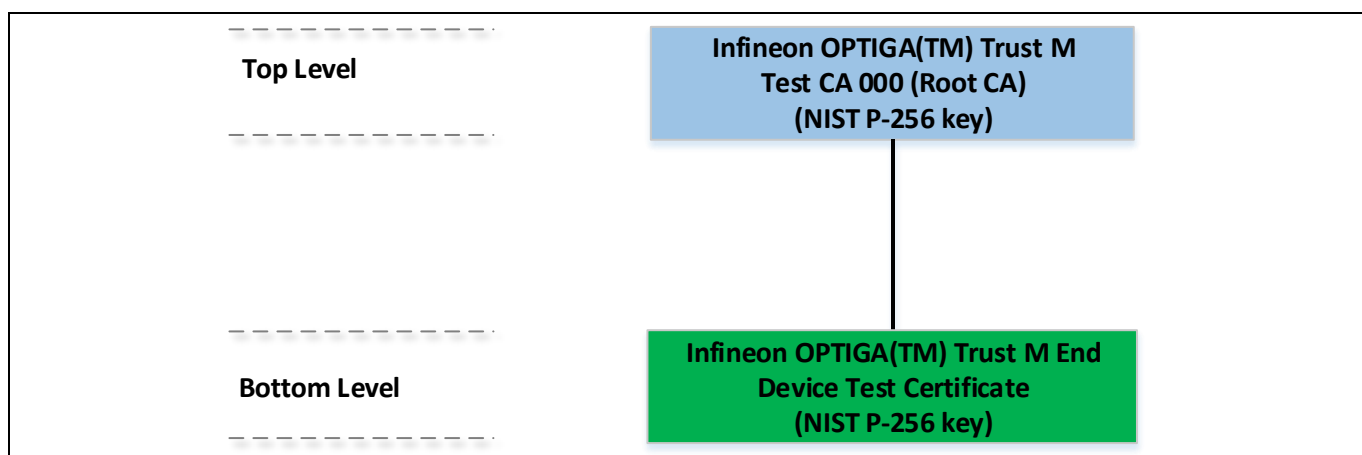 Top Level
Infineon OPTIGA(TM) Trust M
Test CA 000 (Root CA)
(NIST P-256 key)
Bottom Level
Infineon OPTIGA(TM) Trust M End
Device Test Certificate
(NIST P-256 key)